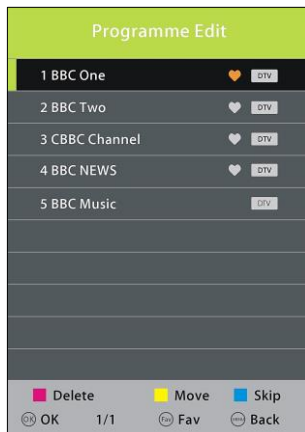 Programme Edit
1 BBC One DTV
2 BBC Two DTV
3 CBBC Channel DTV
4 BBC NEWS DTV
5 BBC Music DTV
Delete Move Skip
OK OK 1/1 Fav Fav MENU Back